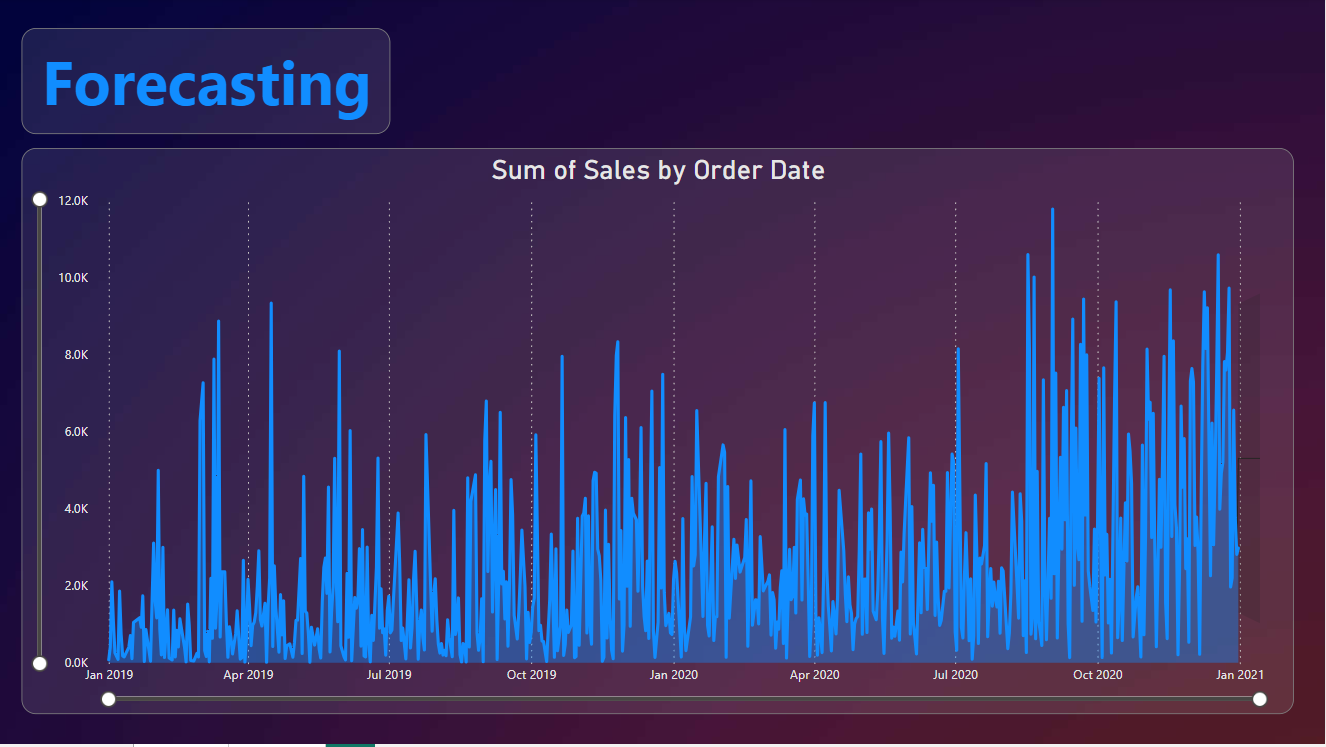 Forecasting
Sum of Sales by Order Date
12.0K
10.0K
8.0K
6.0K
4.0K
2.0K
0.0K
Jan 2019 Apr 2019 Jul 2019 Oct 2019 Jan 2020 Apr 2020 Jul 2020 Oct 2020 Jan 2021